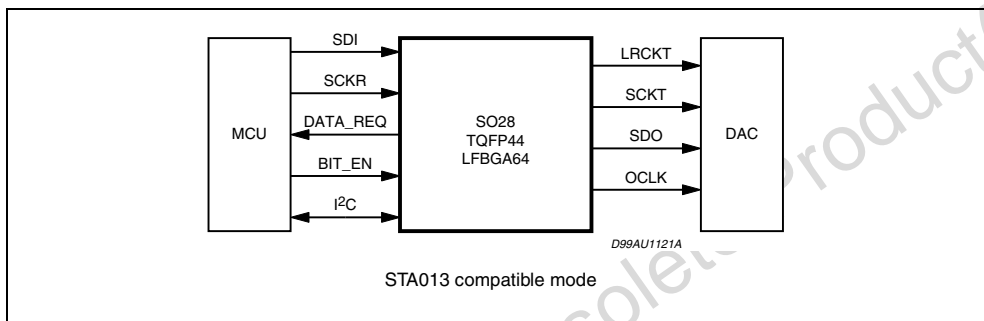 SDI
SCKR
DATA_REQ
BIT_EN
I²C
MCU
SO28
TQFP44
LFBGA64
LRCKT
SCKT
SDO
OCLK
DAC
D99AU1121A
STA013 compatible mode